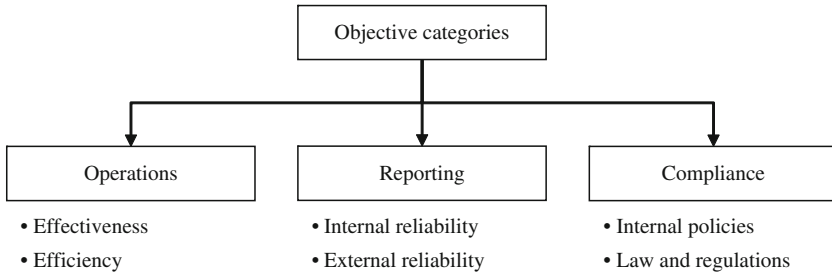 Objective categories
Operations
Reporting
Compliance
• Effectiveness
• Efficiency
• Internal reliability
• External reliability
• Internal policies
• Law and regulations